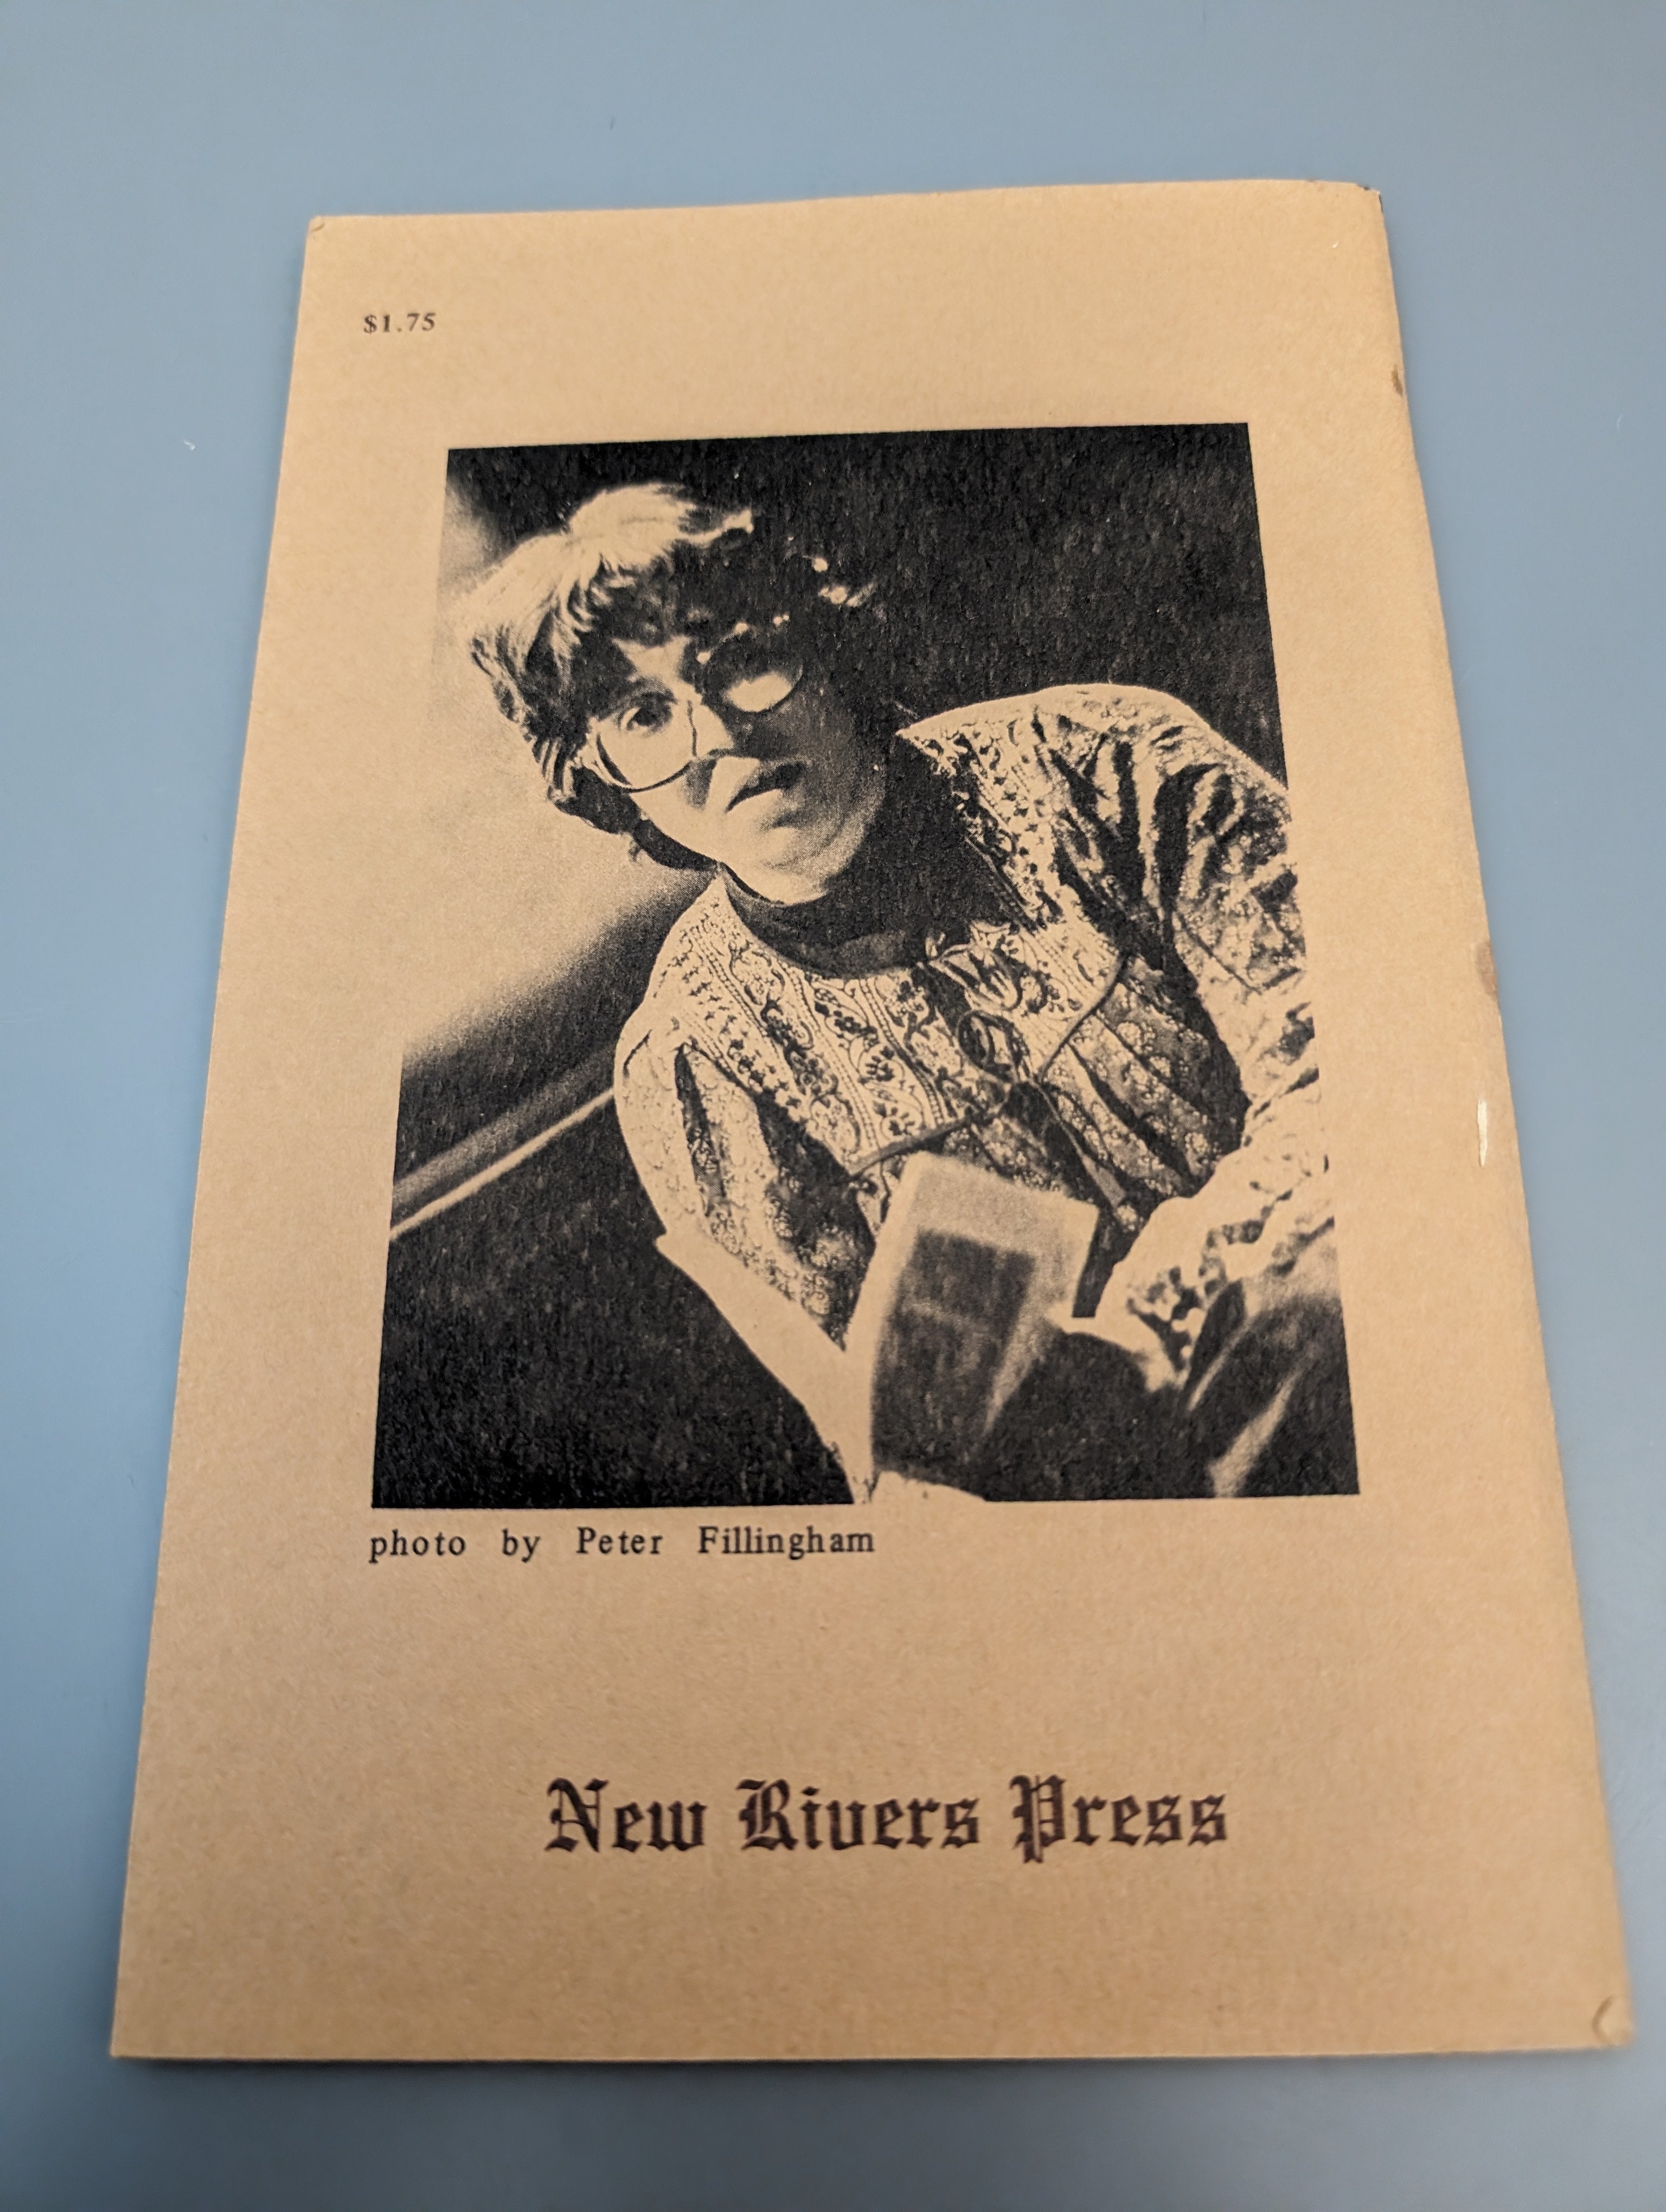 $1.75
photo by Peter Fillingham
New Rivers Press